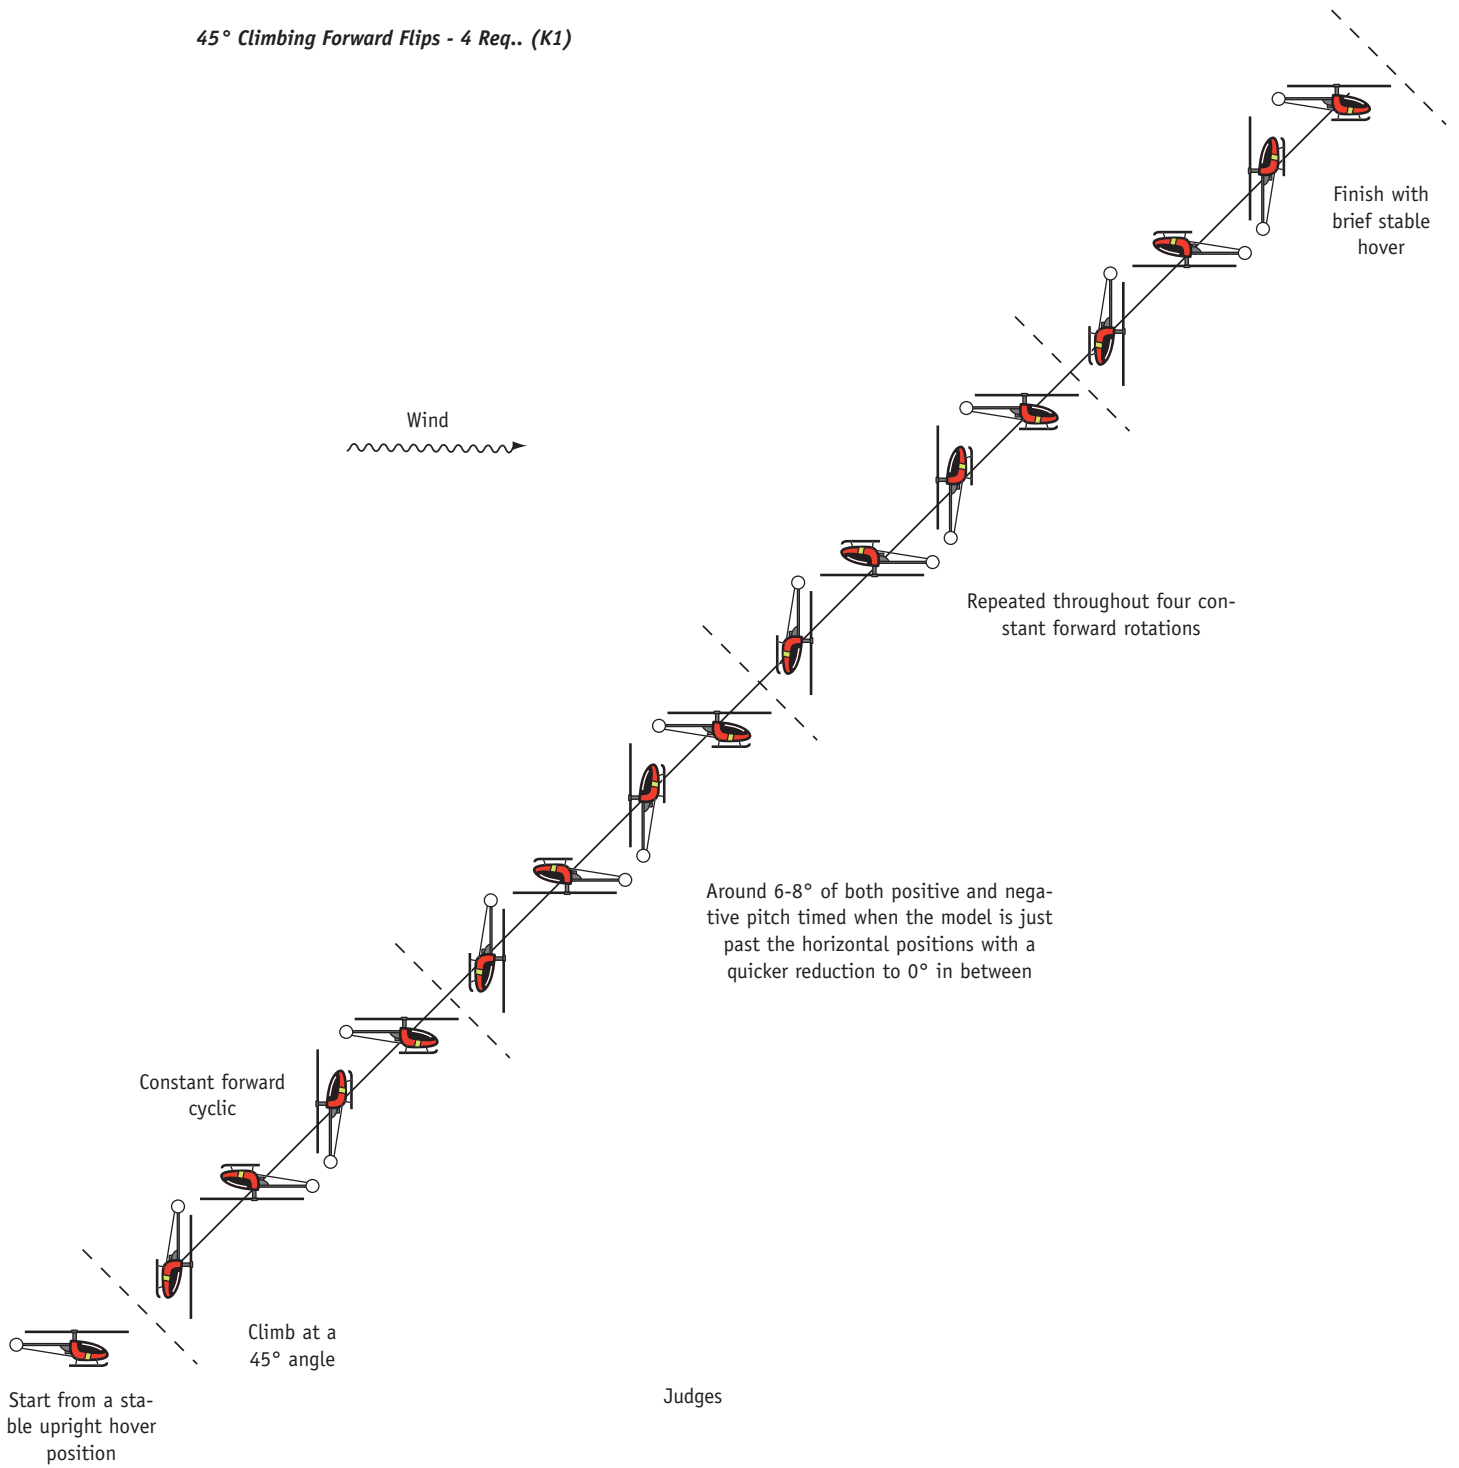 45° Climbing Forward Flips - 4 Req.. (K1)
Finish with
brief stable
hover
Wind
Repeated throughout four con-
stant forward rotations
Around 6-8° of both positive and nega-
tive pitch timed when the model is just
past the horizontal positions with a
quicker reduction to 0° in between
Constant forward
cyclic
Climb at a
45° angle
Judges
Start from a sta-
ble upright hover
position